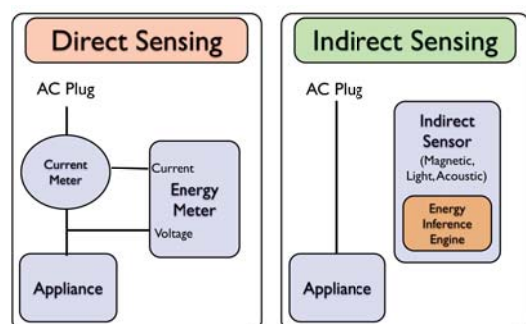 Direct Sensing
AC Plug
Current
Meter
Current
Energy
Meter
Voltage
Appliance
Indirect Sensing
AC Plug
Indirect
Sensor
(Magnetic,
Light, Acoustic)
Energy
Inference
Engine
Appliance